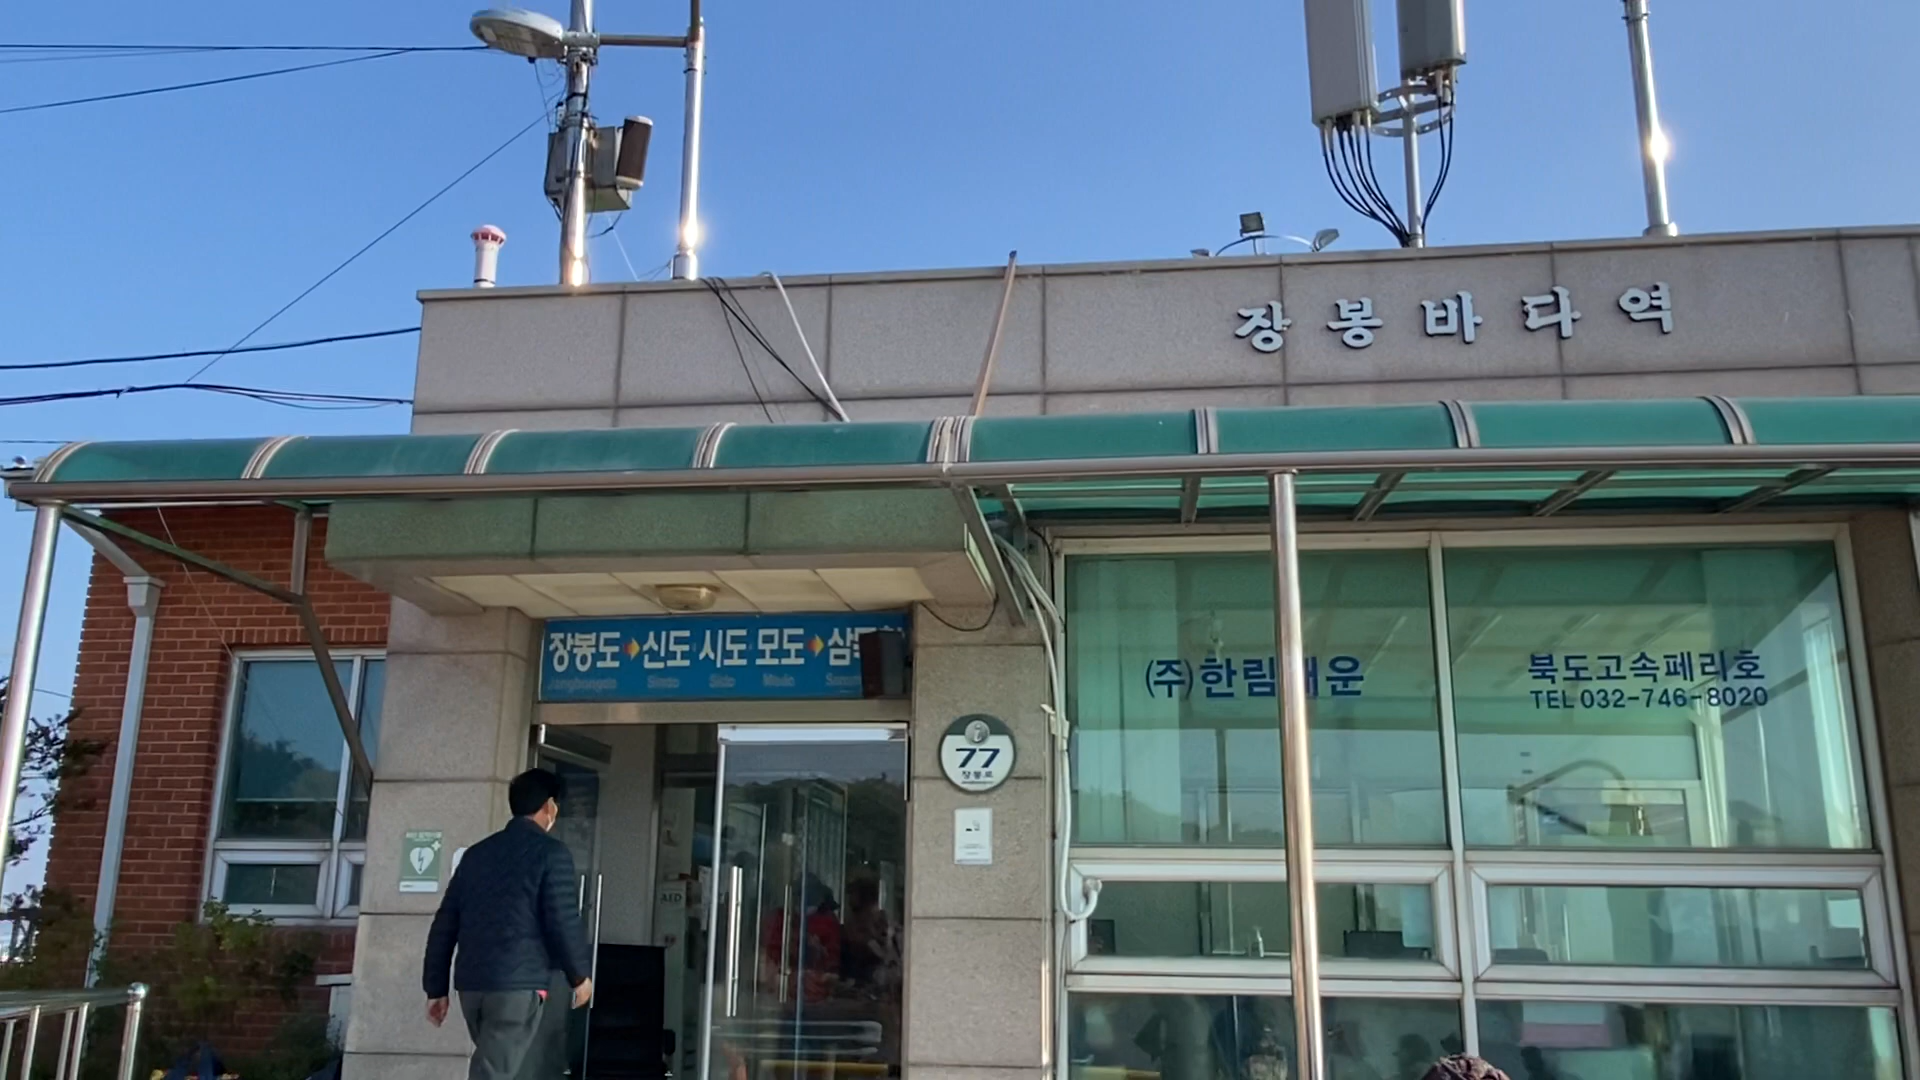 장봉바다역
장봉도 신도 시도 모도
Jangbongdo Sindo Sido Modo
(주)한림해운
북도고속페리호
TEL 032-746-8020
77
장봉로
AED